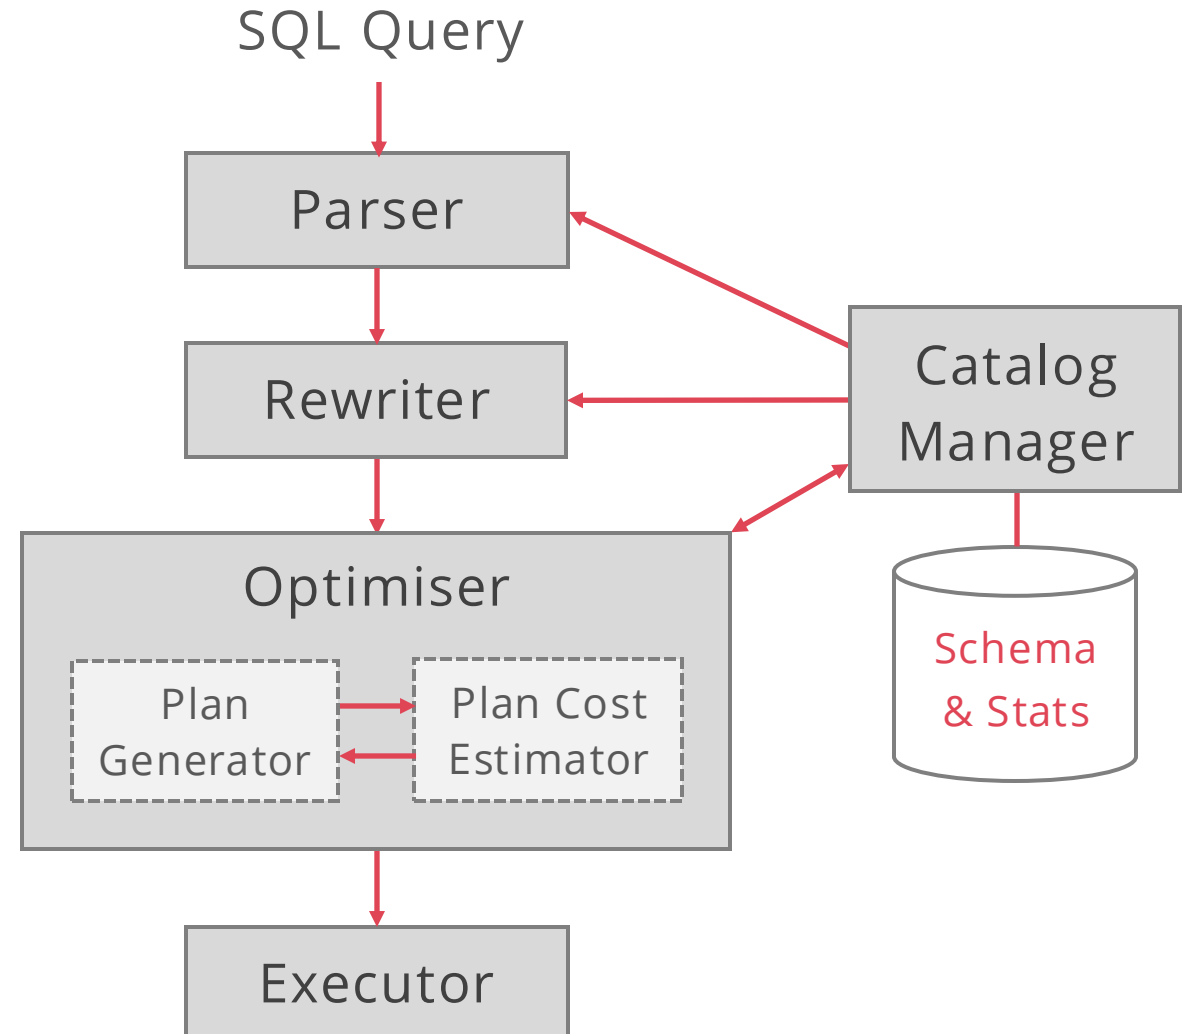 SQL Query
Parser
Rewriter
Catalog
Manager
Optimiser
Plan
Generator
Plan Cost
Estimator
Schema
& Stats
Executor